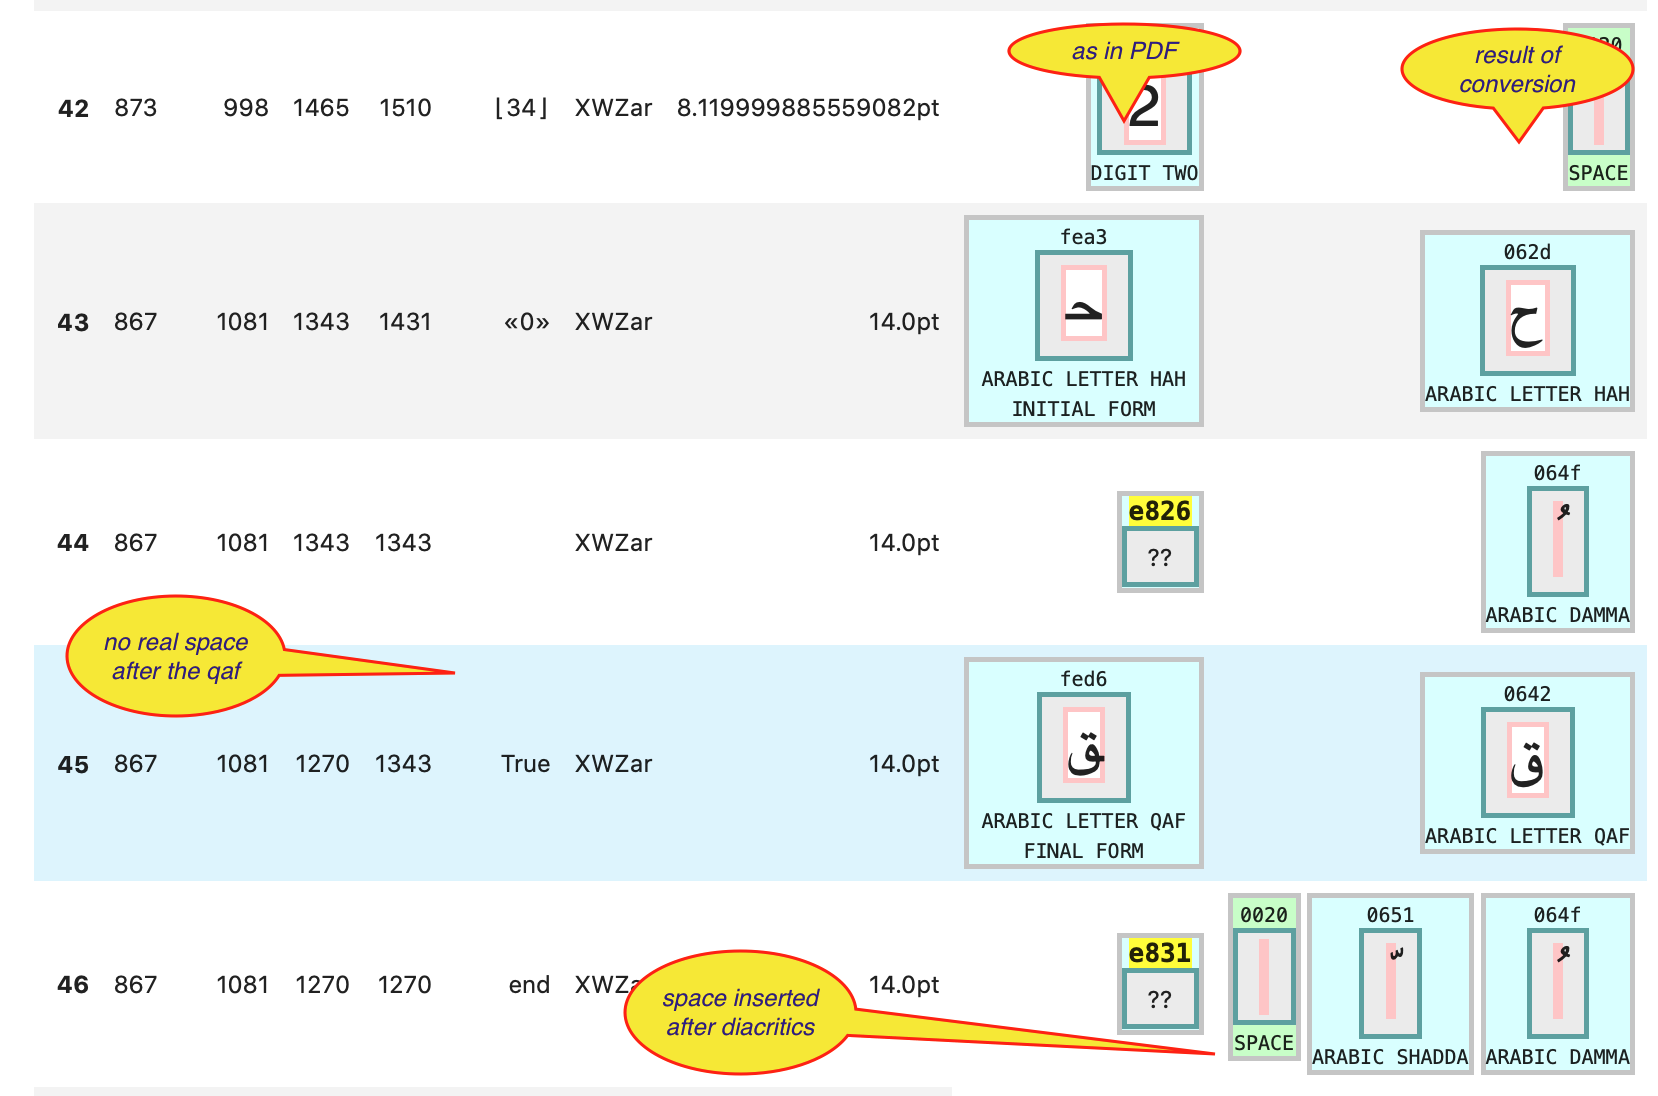 as in PDF
result of
conversion
42 873 998 1465 1510 ⌊34⌋ XWZar 8.119999885559082pt
2
DIGIT TWO
SPACE
fea3
062d
43 867 1081 1343 1431 «0» XWZar 14.0pt
ﺣ
ح
ARABIC LETTER HAH
INITIAL FORM
ARABIC LETTER HAH
064f
e826
44 867 1081 1343 1343 XWZar 14.0pt
??
ُ
ARABIC DAMMA
no real space
after the qaf
fed6
0642
45 867 1081 1270 1343 True XWZar 14.0pt
ﻖ
ق
ARABIC LETTER QAF
FINAL FORM
ARABIC LETTER QAF
0020 0651 064f
e831
46 867 1081 1270 1270 end 14.0pt
??
ّ
ُ
space inserted
after diacritics
SPACE
ARABIC SHADDA
ARABIC DAMMA